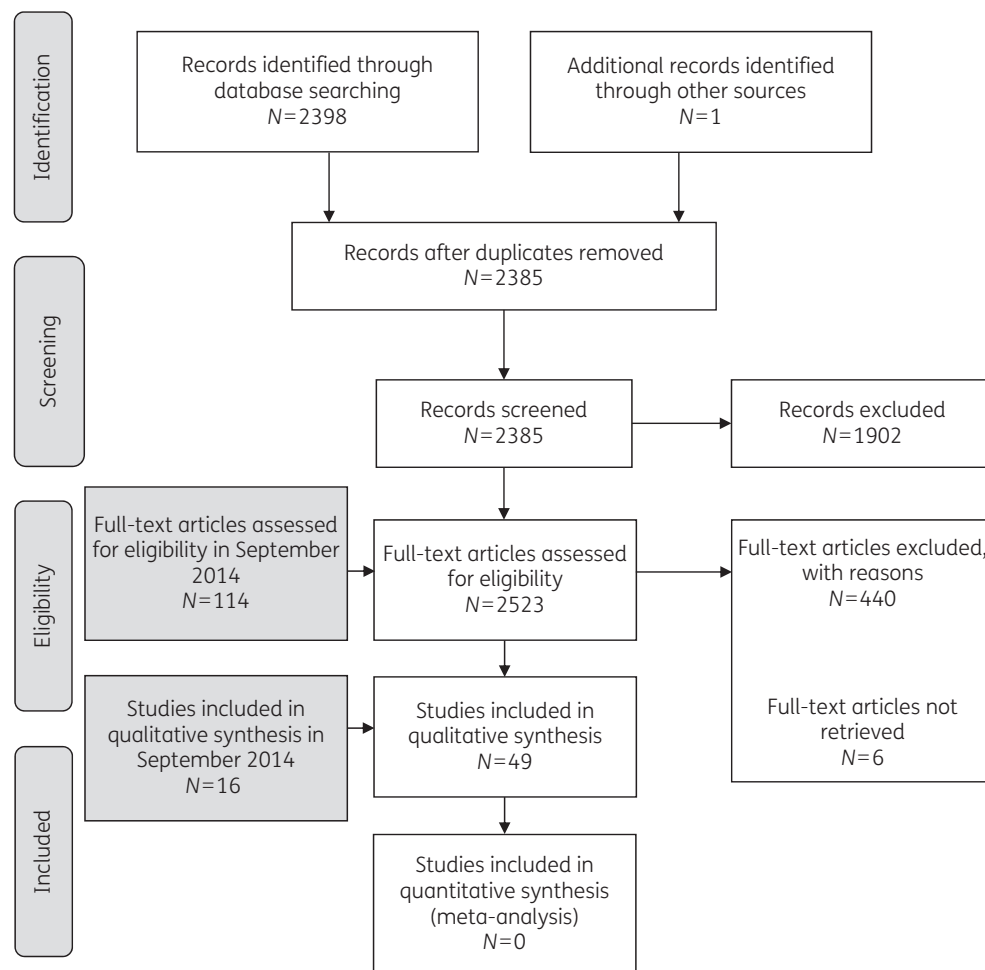 Identification
Records identified through
database searching
N=2398
Additional records identified
through other sources
N=1
Records after duplicates removed
N=2385
Screening
Records screened
N=2385
Records excluded
N=1902
Eligibility
Full-text articles assessed
for eligibility in September
2014
N=114
Full-text articles assessed
for eligibility
N=2523
Full-text articles excluded,
with reasons
N=440
Full-text articles not
retrieved
N=6
Studies included in
qualitative synthesis in
September 2014
N=16
Studies included in
qualitative synthesis
N=49
Included
Studies included in
quantitative synthesis
(meta-analysis)
N=0